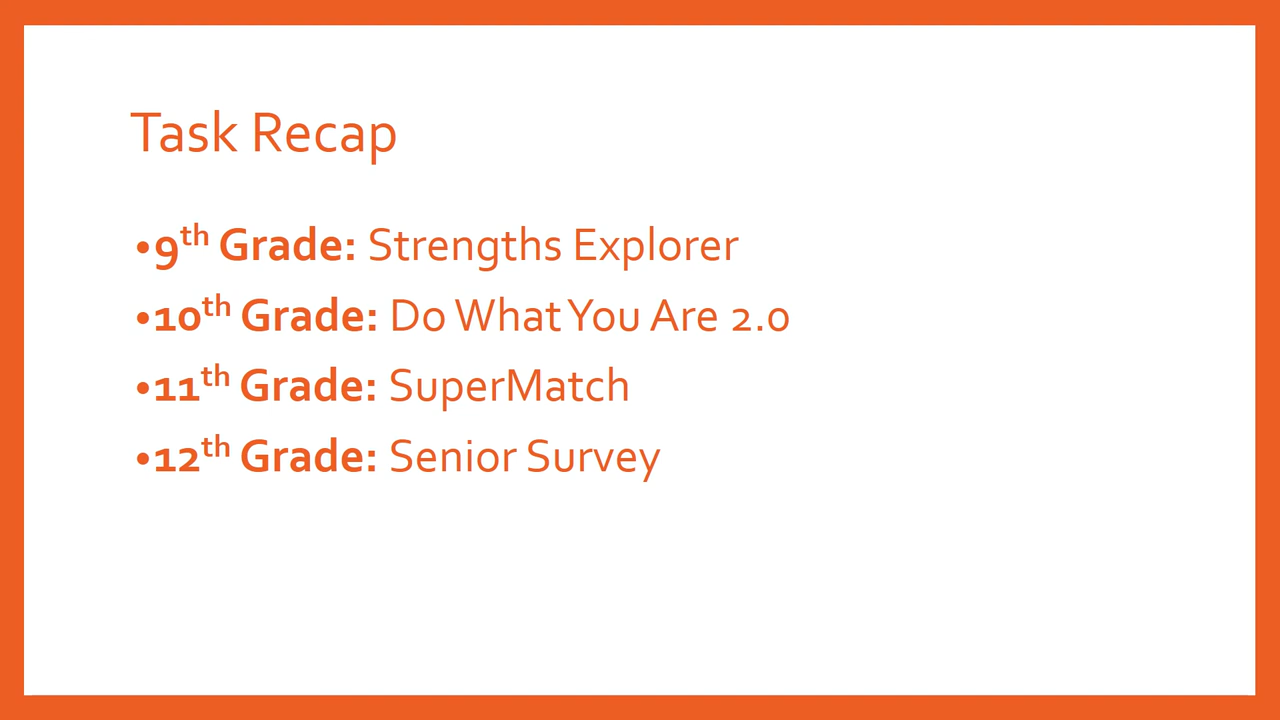 Task Recap
•9th Grade: Strengths Explorer
•10th Grade: Do What You Are 2.0
•11th Grade: SuperMatch
•12th Grade: Senior Survey